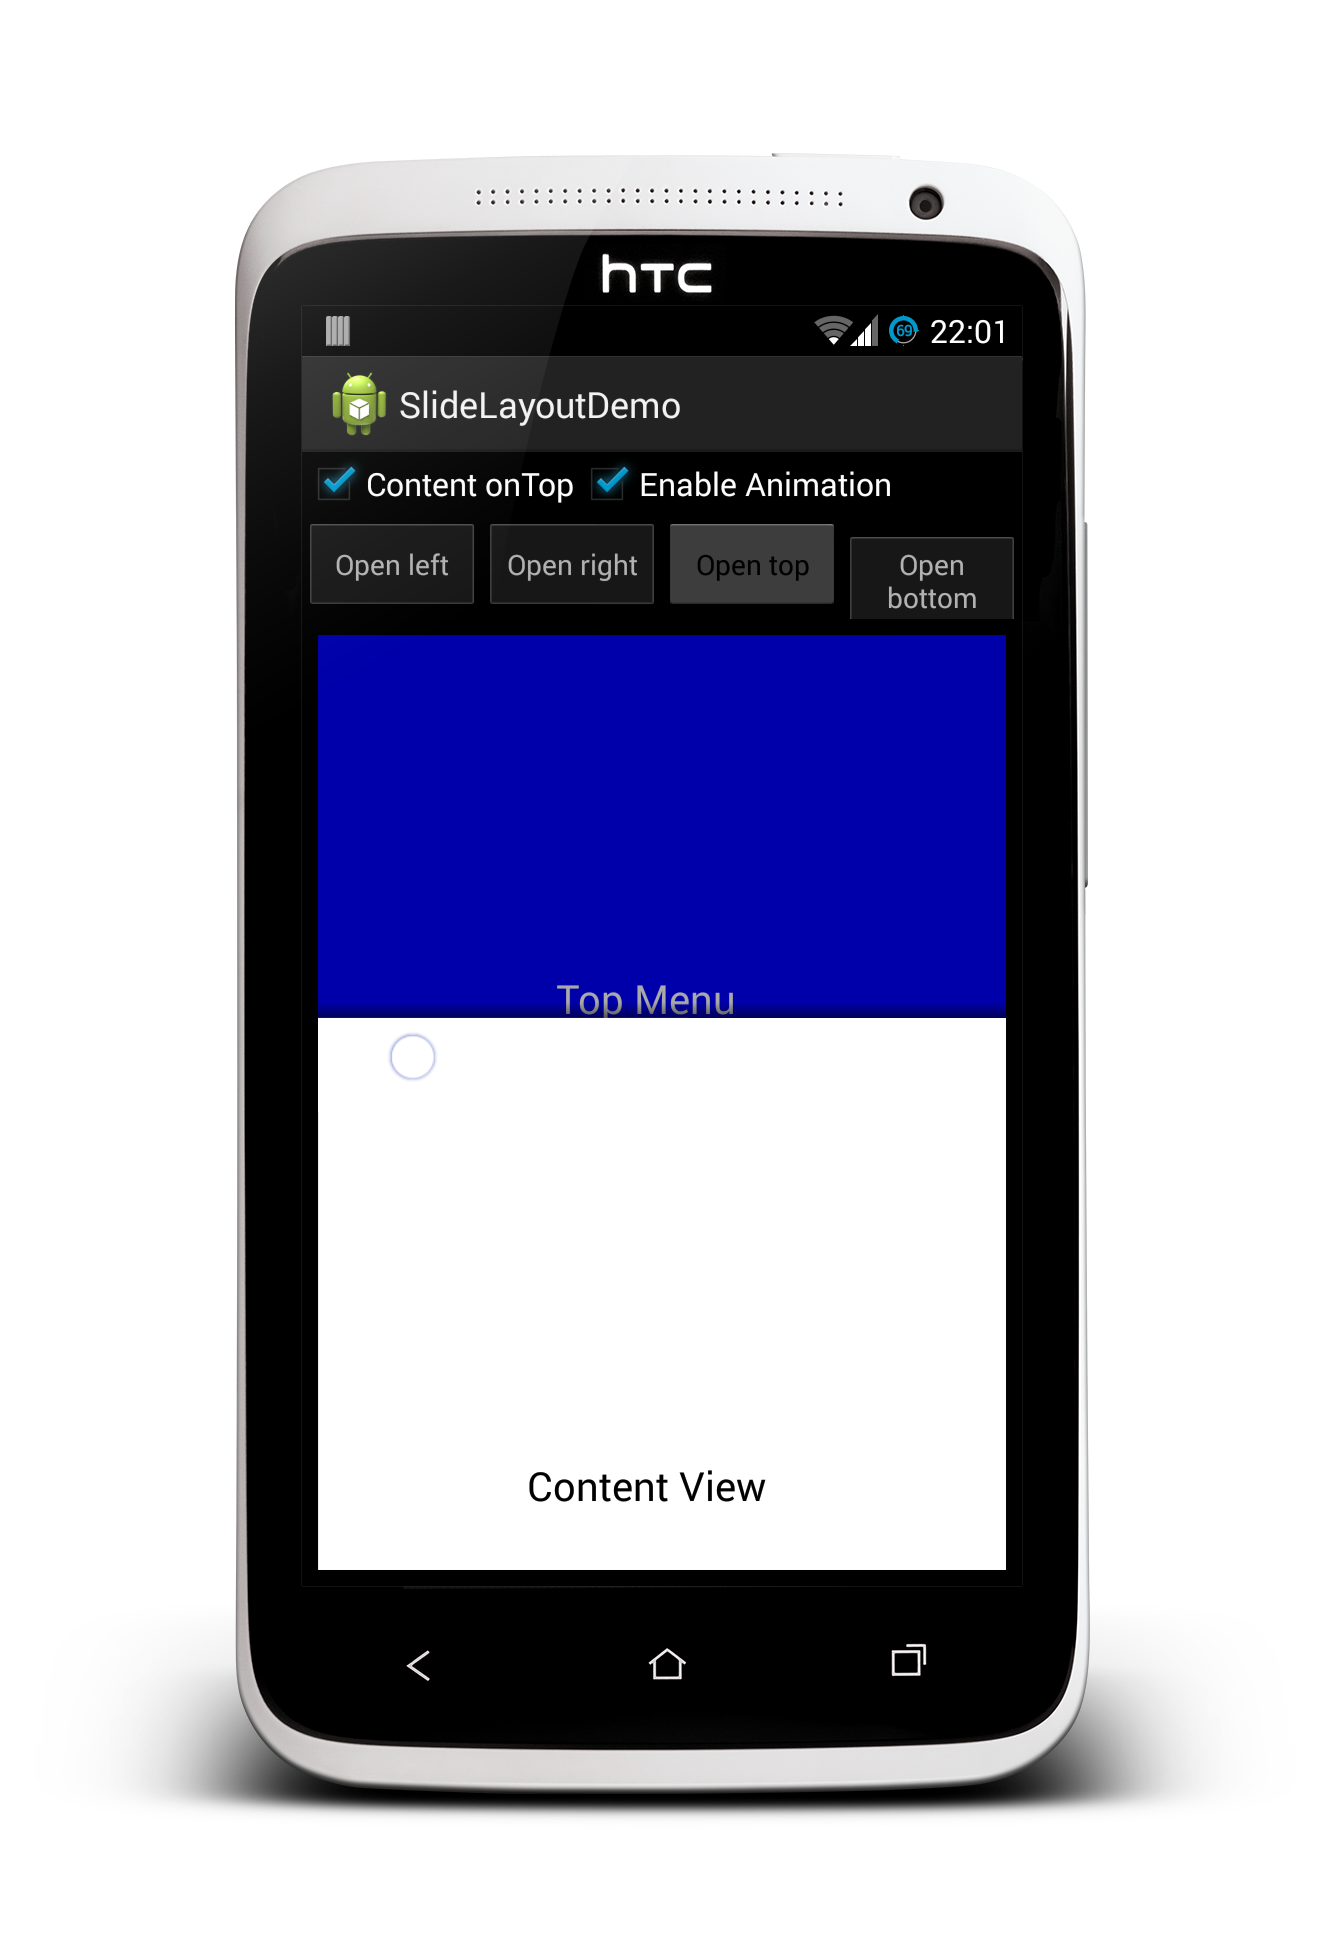 hTC
69 22:01
SlideLayoutDemo
Content onTop Enable Animation
Open left Open right Open top Open
bottom
Top Menu
Content View